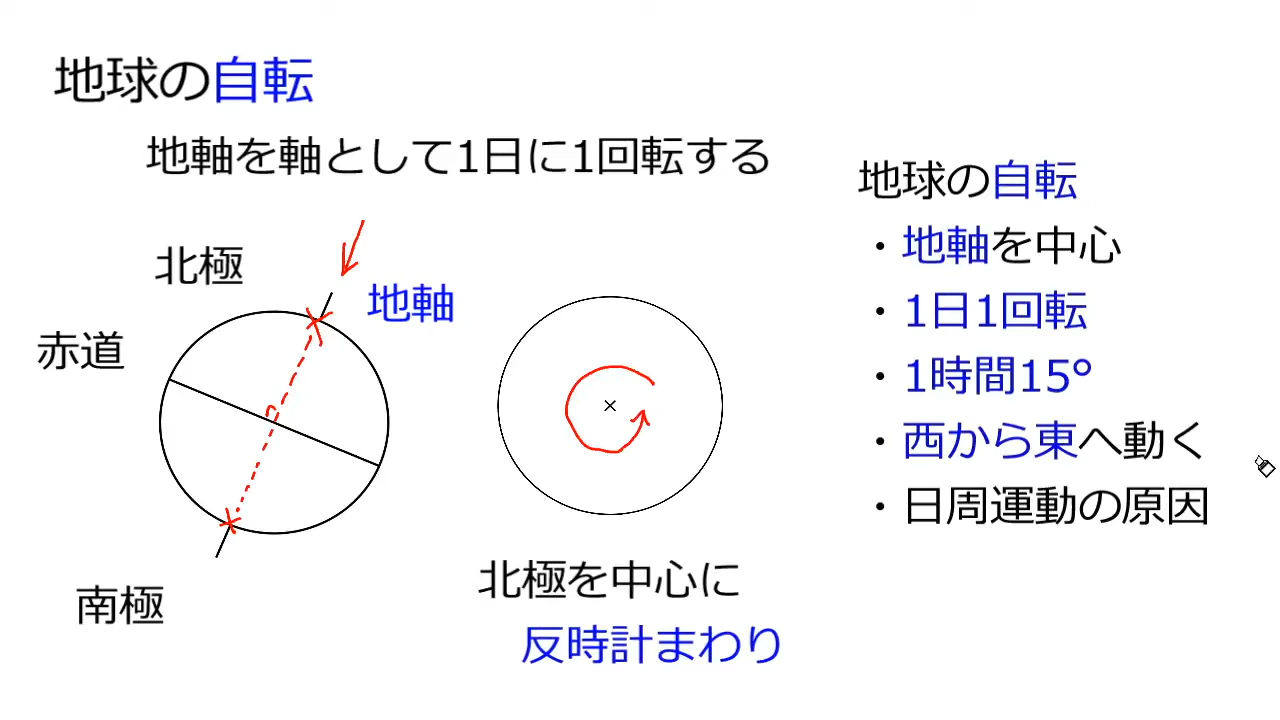 地球の自転
地軸を軸として1日に1回転する
北極
地軸
赤道
南極
北極を中心に
反時計まわり
地球の自転
・地軸を中心
・1日1回転
・1時間15°
・西から東へ動く
・日周運動の原因